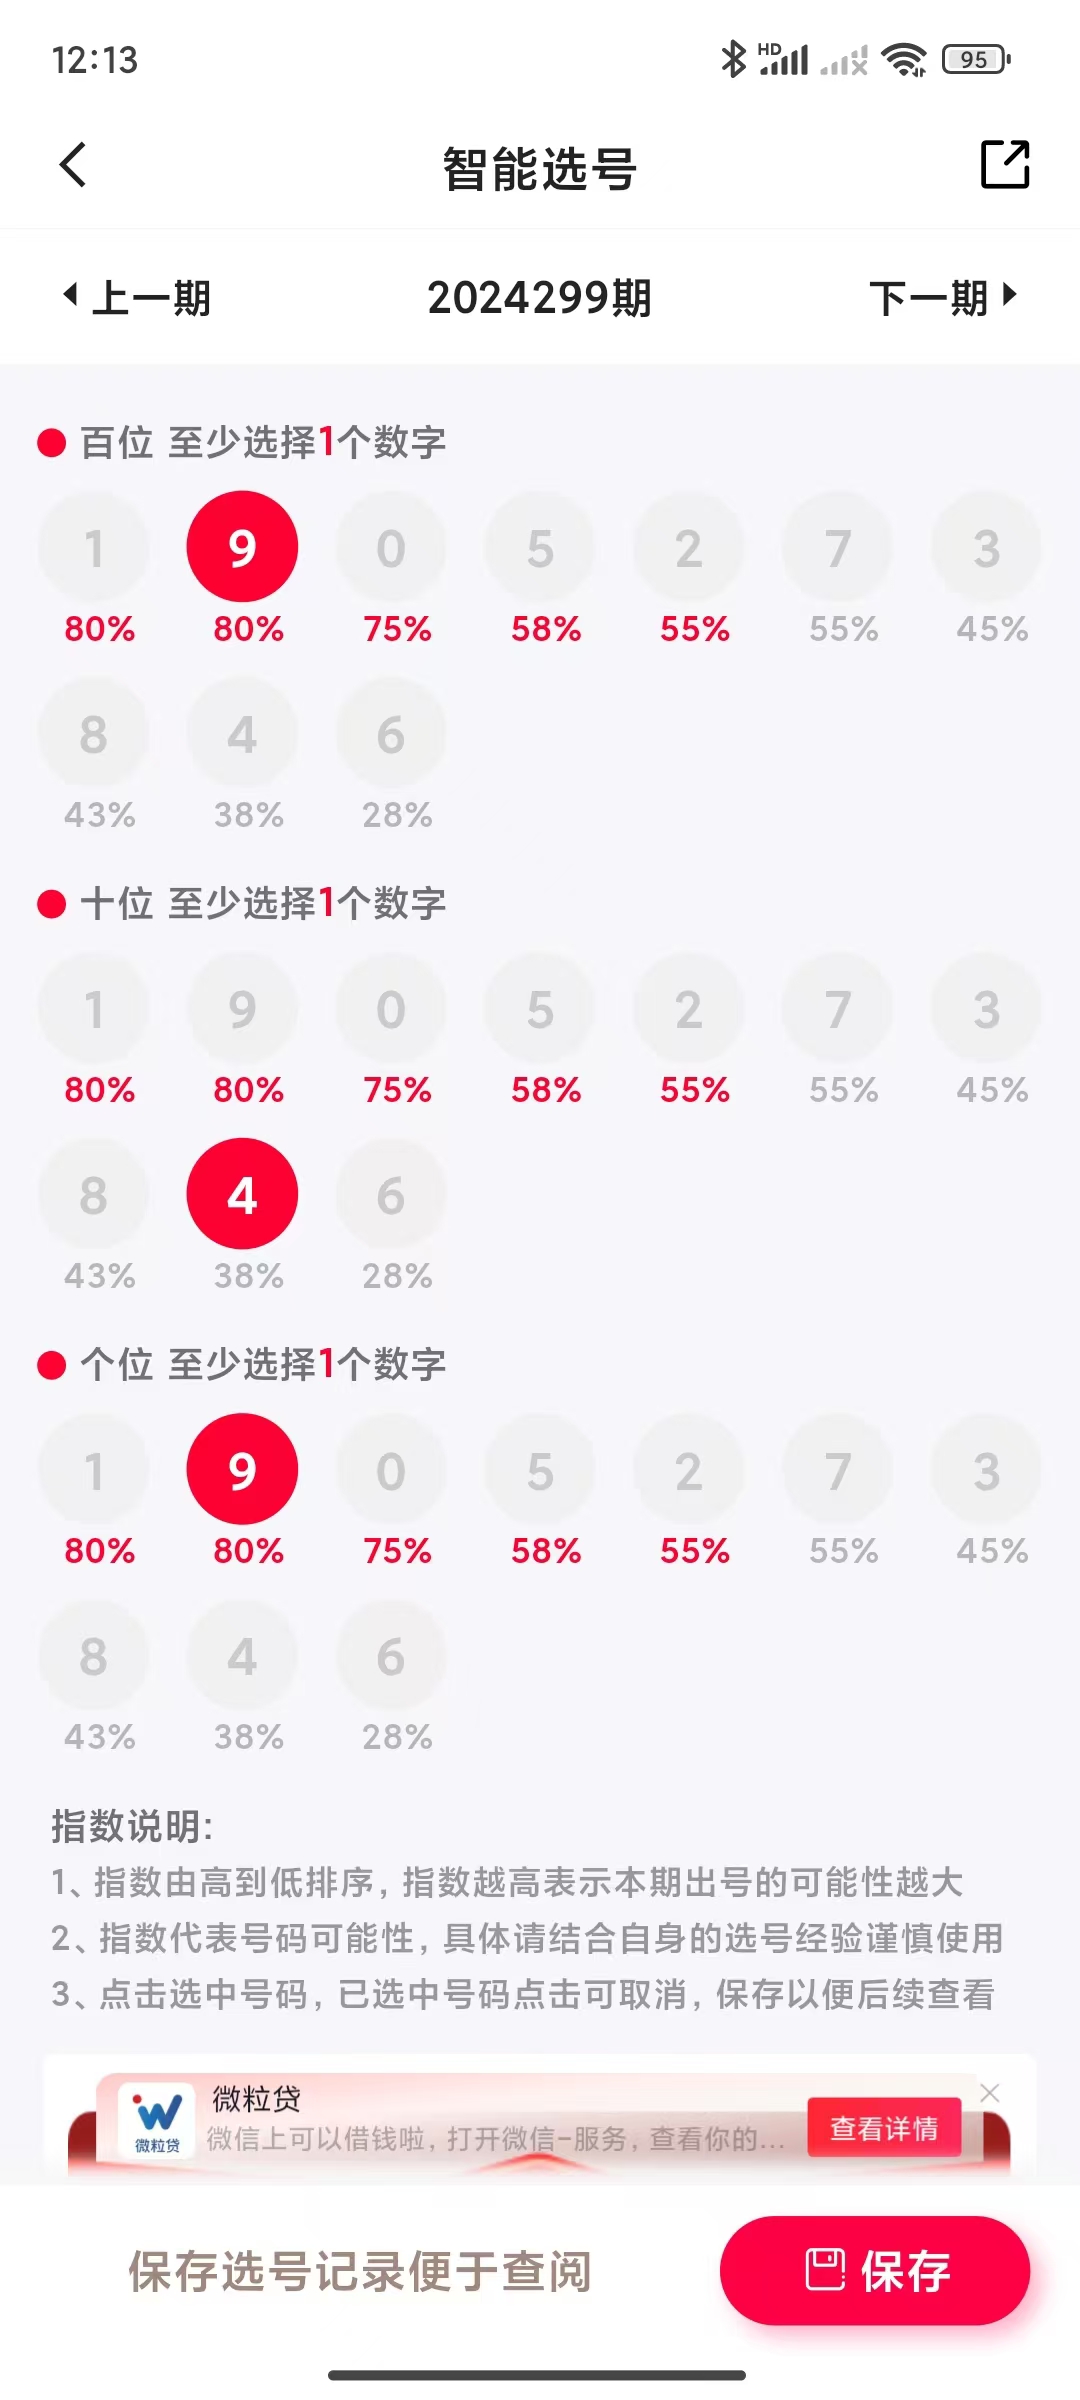 12:13 HD 95
智能选号
上一期 2024299期 下一期
百位 至少选择1个数字
1 9 0 5 2 7 3
80% 80% 75% 58% 55% 55% 45%
8 4 6
43% 38% 28%
十位 至少选择1个数字
1 9 0 5 2 7 3
80% 80% 75% 58% 55% 55% 45%
8 4 6
43% 38% 28%
个位 至少选择1个数字
1 9 0 5 2 7 3
80% 80% 75% 58% 55% 55% 45%
8 4 6
43% 38% 28%
指数说明:
1、指数由高到低排序, 指数越高表示本期出号的可能性越大
2、指数代表号码可能性, 具体请结合自身的选号经验谨慎使用
3、点击选中号码, 已选中号码点击可取消, 保存以便后续查看
微粒贷
微粒贷 微信上可以借钱啦, 打开微信-服务, 查看你的... 查看详情
保存选号记录便于查阅 保存